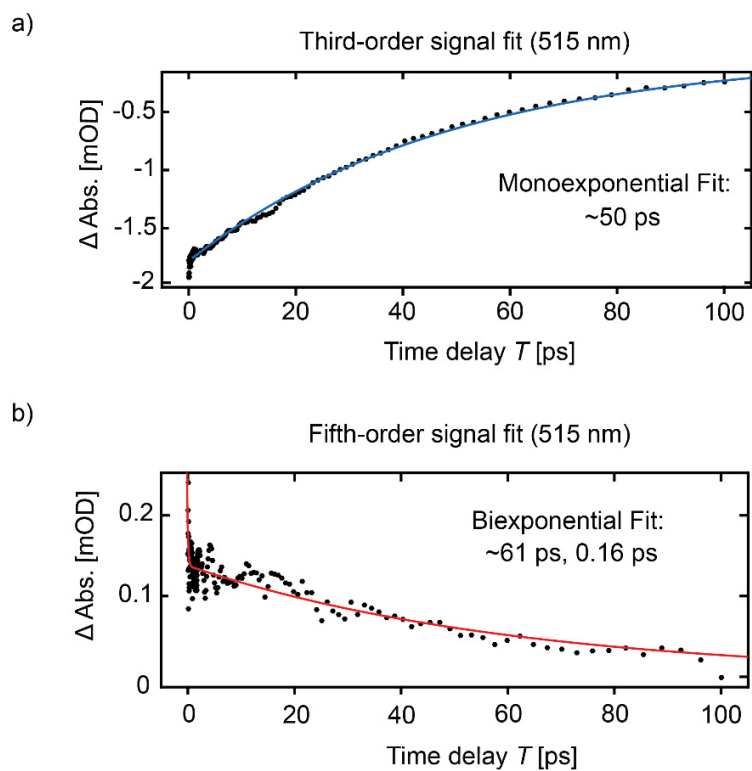 a)
Third-order signal fit (515 nm)
Δ Abs. [mOD]
-0.5
-1
-1.5
-2
Monoexponential Fit:
~50 ps
0 20 40 60 80 100
Time delay T [ps]
b)
Fifth-order signal fit (515 nm)
Δ Abs. [mOD]
0.2
0.1
0
Biexponential Fit:
~61 ps, 0.16 ps
0 20 40 60 80 100
Time delay T [ps]